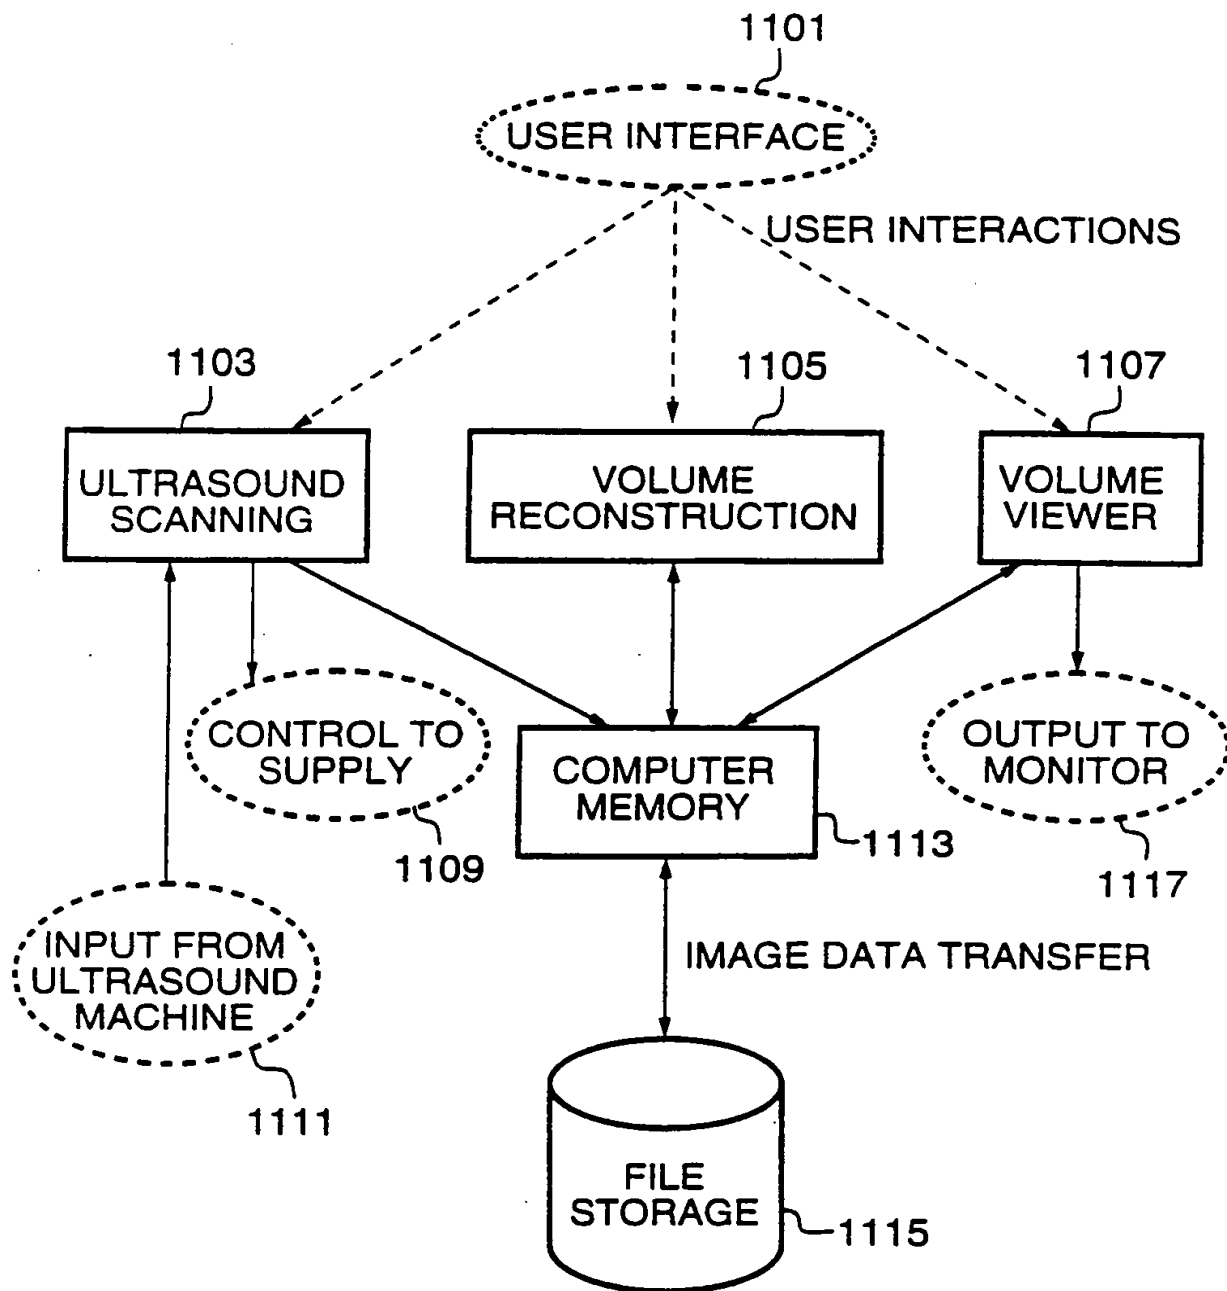 1101
USER INTERFACE
USER INTERACTIONS
1103
1105
1107
ULTRASOUND
SCANNING
VOLUME
RECONSTRUCTION
VOLUME
VIEWER
CONTROL TO
SUPPLY
1109
COMPUTER
MEMORY
1113
OUTPUT TO
MONITOR
1117
INPUT FROM
ULTRASOUND
MACHINE
1111
IMAGE DATA TRANSFER
FILE
STORAGE
1115